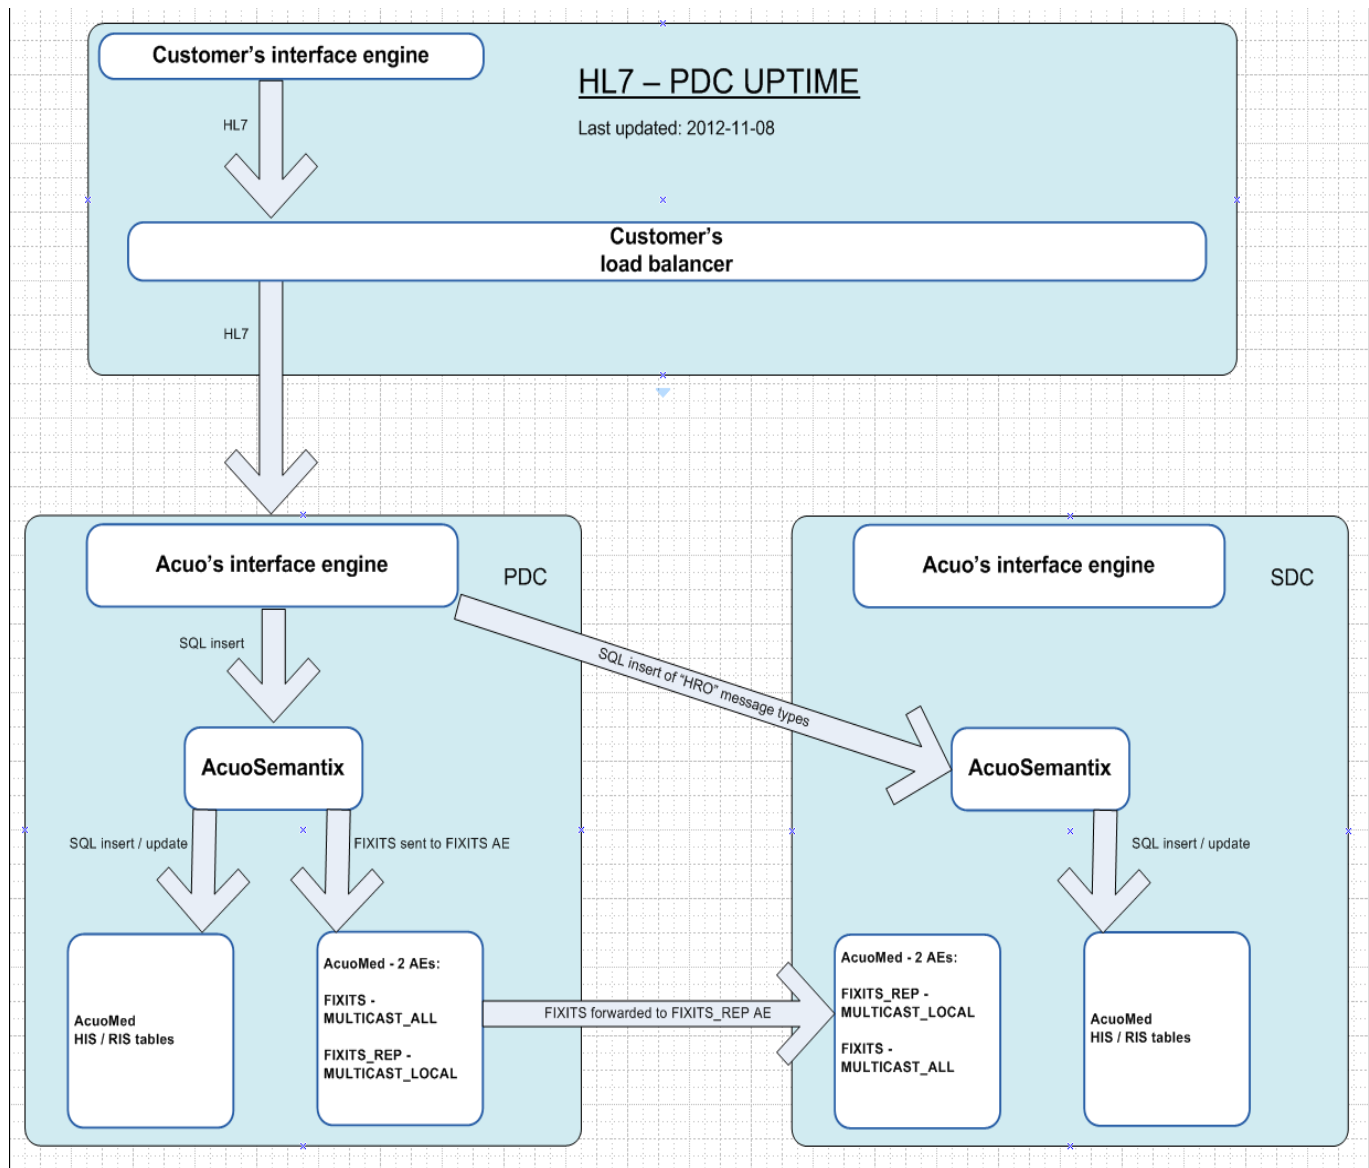 Customer's interface engine
HL7 – PDC UPTIME
Last updated: 2012-11-08
HL7
Customer's
load balancer
HL7
Acuo's interface engine
PDC
Acuo's interface engine
SDC
SQL insert
SQL insert of "HRO" message types
AcuoSemantix
AcuoSemantix
SQL insert / update
FIXITS sent to FIXITS AE
SQL insert / update
AcuoMed
HIS / RIS tables
AcuoMed - 2 AEs:
FIXITS -
MULTICAST_ALL
FIXITS_REP -
MULTICAST_LOCAL
FIXITS forwarded to FIXITS_REP AE
AcuoMed - 2 AEs:
FIXITS_REP -
MULTICAST_LOCAL
FIXITS -
MULTICAST_ALL
AcuoMed
HIS / RIS tables